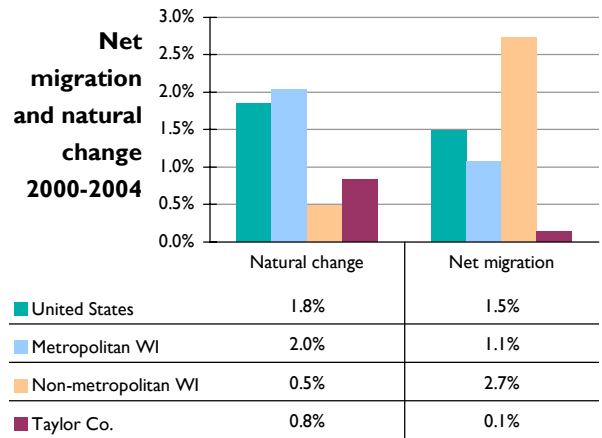 Net
migration
and natural
change
2000-2004
3.0%
2.5%
2.0%
1.5%
1.0%
0.5%
0.0%
Natural change Net migration
United States 1.8% 1.5%
Metropolitan WI 2.0% 1.1%
Non-metropolitan WI 0.5% 2.7%
Taylor Co. 0.8% 0.1%